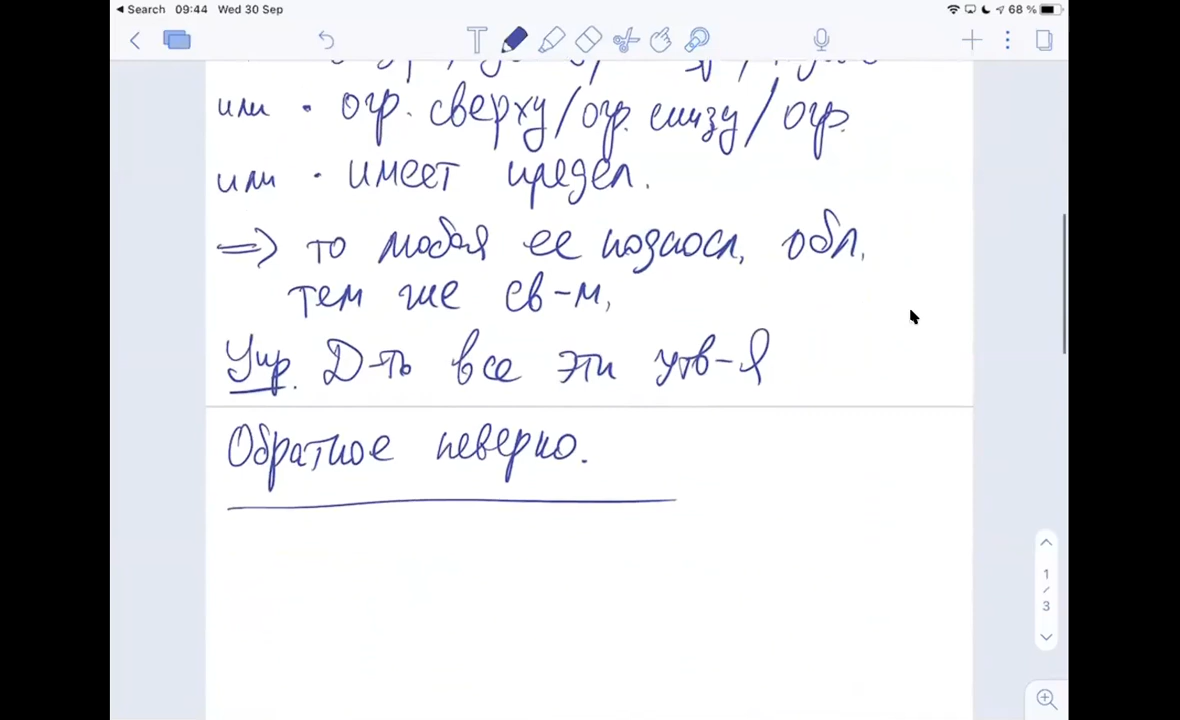 Search 09:44 Wed 30 Sep 68 %
или · огр. сверху/огр. снизу/огр.
или · имеет предел.
=> то любая ее подпосл. обл.
тем же св-м,
Упр. Д-ть все эти утв-я
Обратное неверно.
1
/
3